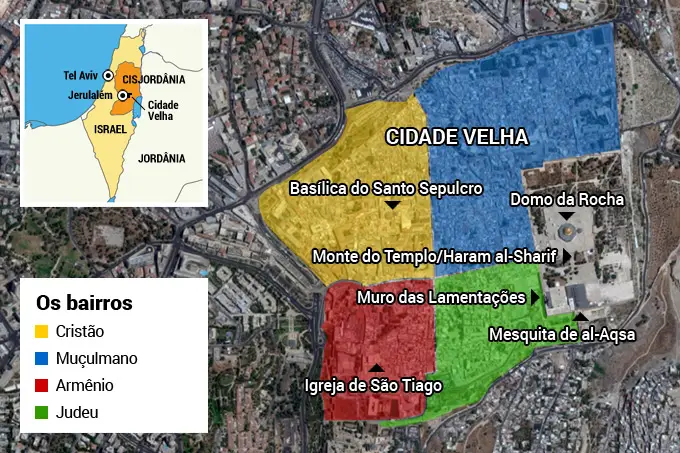 Tel Aviv
CISJORDÂNIA
Jerulalém
Cidade
Velha
ISRAEL
JORDÂNIA
CIDADE VELHA
Basílica do Santo Sepulcro
Domo da Rocha
Monte do Templo/Haram al-Sharif
Muro das Lamentações
Mesquita de al-Aqsa
Igreja de São Tiago
Os bairros
Cristão
Muçulmano
Armênio
Judeu